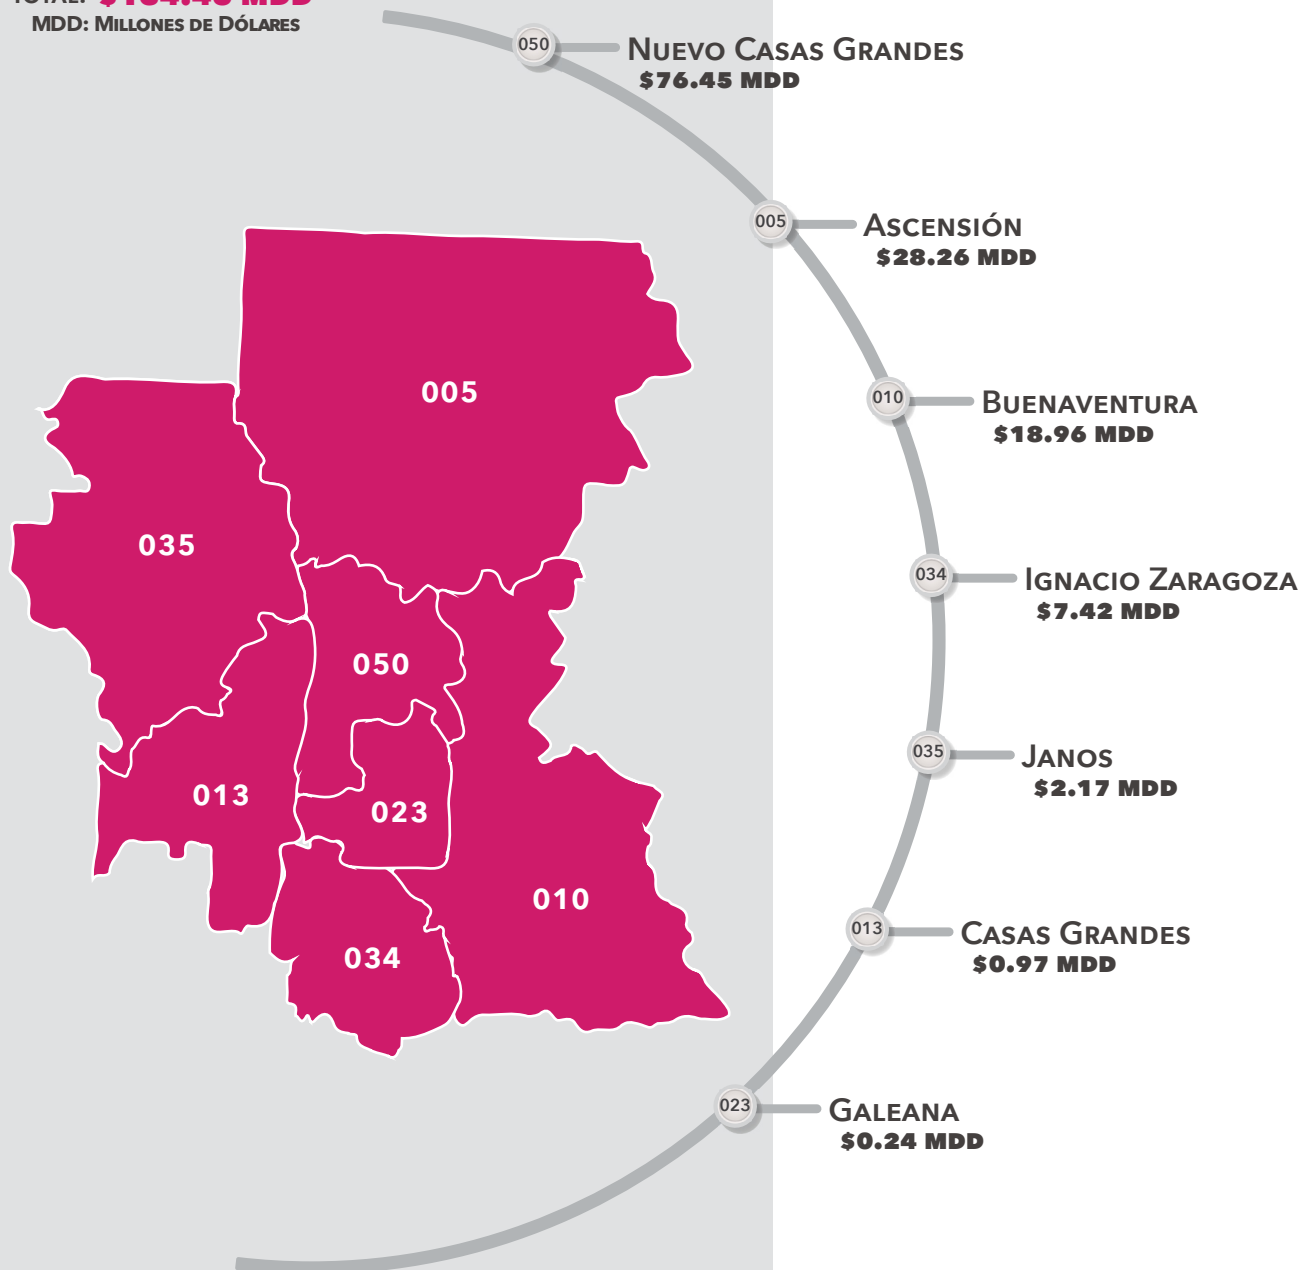 TOTAL: MDD
MDD: Millones de Dólares
050 Nuevo Casas Grandes
$76.45 MDD
005 Ascensión
$28.26 MDD
005
010 Buenaventura
$18.96 MDD
035
034 Ignacio Zaragoza
$7.42 MDD
050
035 Janos
$2.17 MDD
013
023
010
013 Casas Grandes
$0.97 MDD
034
023 Galeana
$0.24 MDD